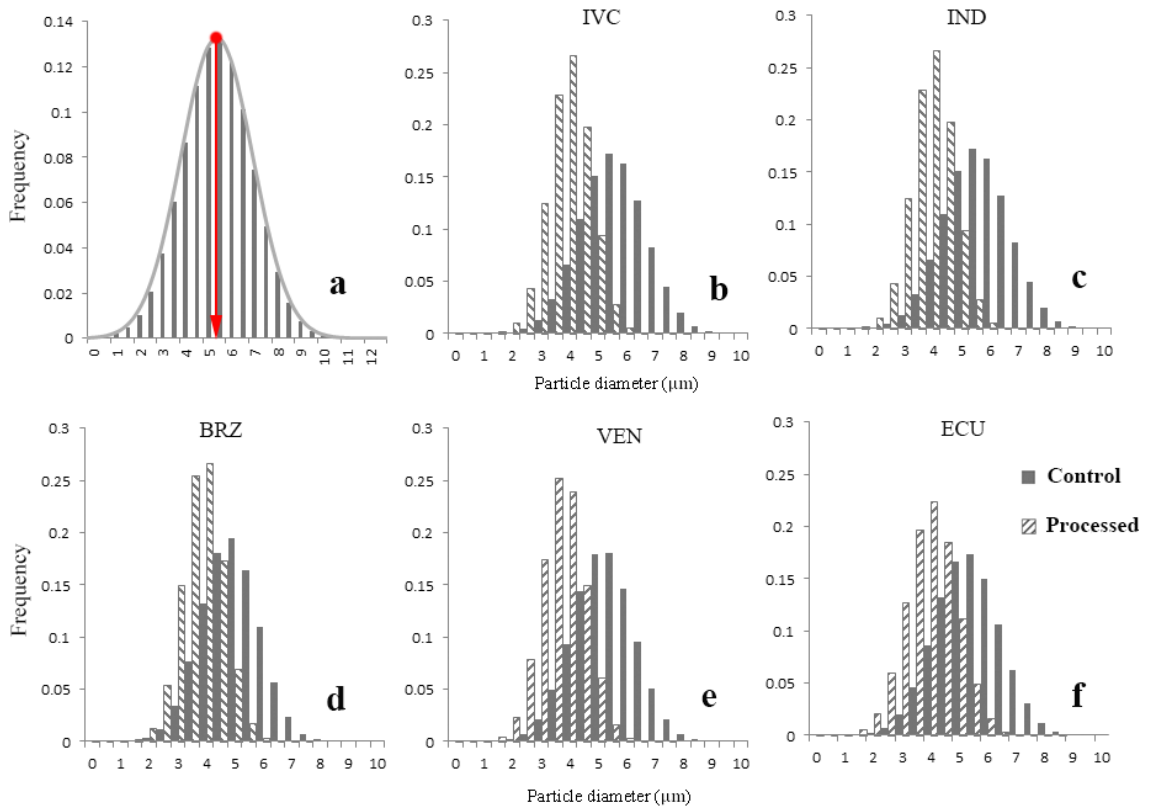 0.14
0.12
0.1
0.08
0.06
0.04
0.02
0
Frequency
0 1 2 3 4 5 6 7 8 9 10 11 12
a
IVC
0.3
0.25
0.2
0.15
0.1
0.05
0
0 1 2 3 4 5 6 7 8 9 10
b
Particle diameter (μm)
IND
0.3
0.25
0.2
0.15
0.1
0.05
0
0 1 2 3 4 5 6 7 8 9 10
c
BRZ
0.3
0.25
0.2
0.15
0.1
0.05
0
Frequency
0 1 2 3 4 5 6 7 8 9 10
d
VEN
0.3
0.25
0.2
0.15
0.1
0.05
0
0 1 2 3 4 5 6 7 8 9 10
e
Particle diameter (μm)
ECU
0.3
0.25
0.2
0.15
0.1
0.05
0
0 1 2 3 4 5 6 7 8 9 10
f
Control
Processed